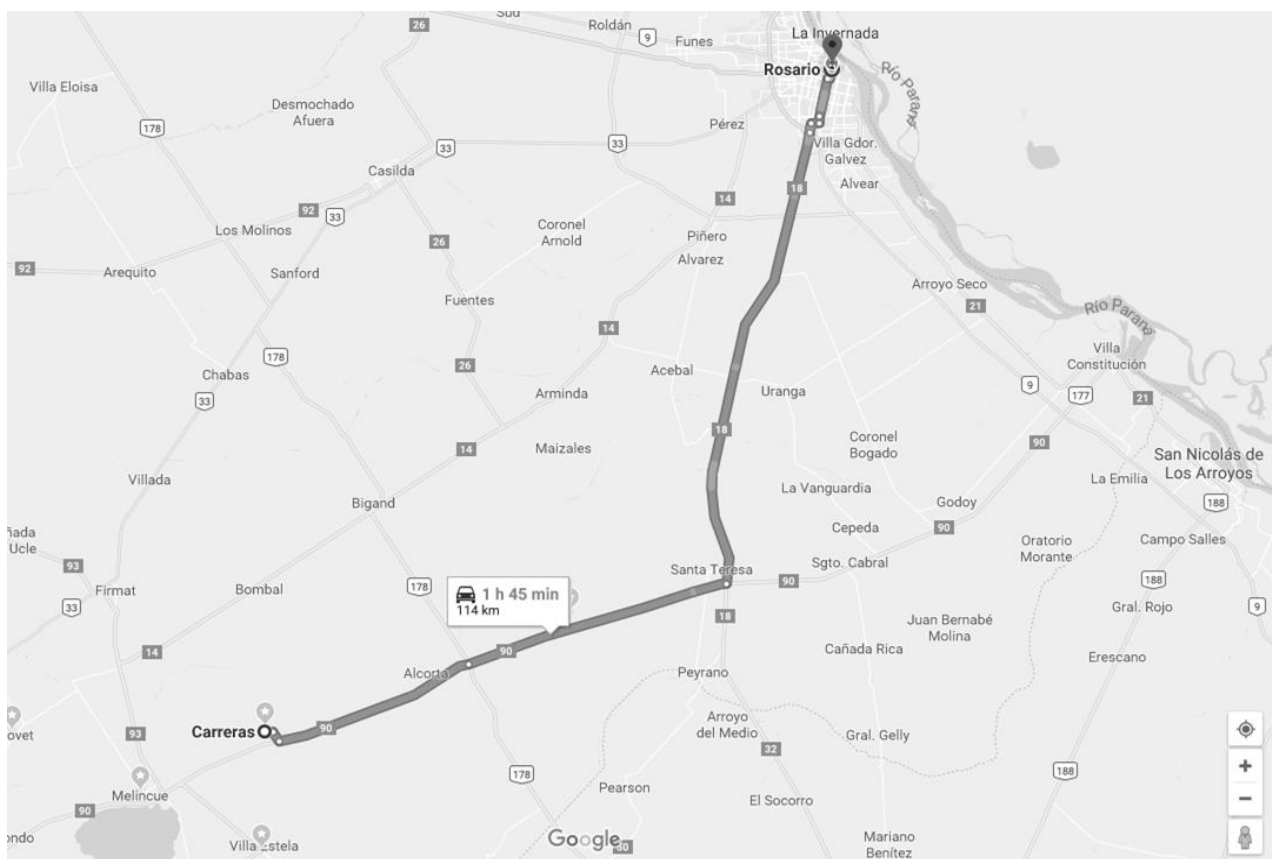 Sud
26
Roldán
9
Funes
La Invernada
Rosario
Río Paraná
Villa Eloisa
178
Desmochado
Afuera
33
Pérez
33
Villa Gdor.
Galvez
Casilda
Alvear
18
14
92
33
Los Molinos
Coronel
Arnold
Piñero
26
Alvarez
92
Arequito
Sanford
Fuentes
Arroyo Seco
21
Río Paraná
14
178
Villa
Constitución
26
Chabas
Acebal
9
Uranga
Arminda
177
21
33
18
Coronel
Bogado
90
14
Maizales
San Nicolás de
Los Arroyos
Villada
La Vanguardia
La Emilia
188
Bigand
Godoy
Cepeda
90
ñada
Ucle
Oratorio
Morante
Campo Salles
93
Santa Teresa
Sgto. Cabral
Firmat
Bombal
178
90
188
1 h 45 min
114 km
33
18
Gral. Rojo
9
Juan Bernabé
Molina
14
90
Cañada Rica
Erescano
Alcorta
Peyrano
Carreras
90
Arroyo
del Medio
ovet
93
Gral. Gelly
32
178
188
Melincue
Pearson
90
El Socorro
ondo
Villa Estela
Google
Mariano
Benítez